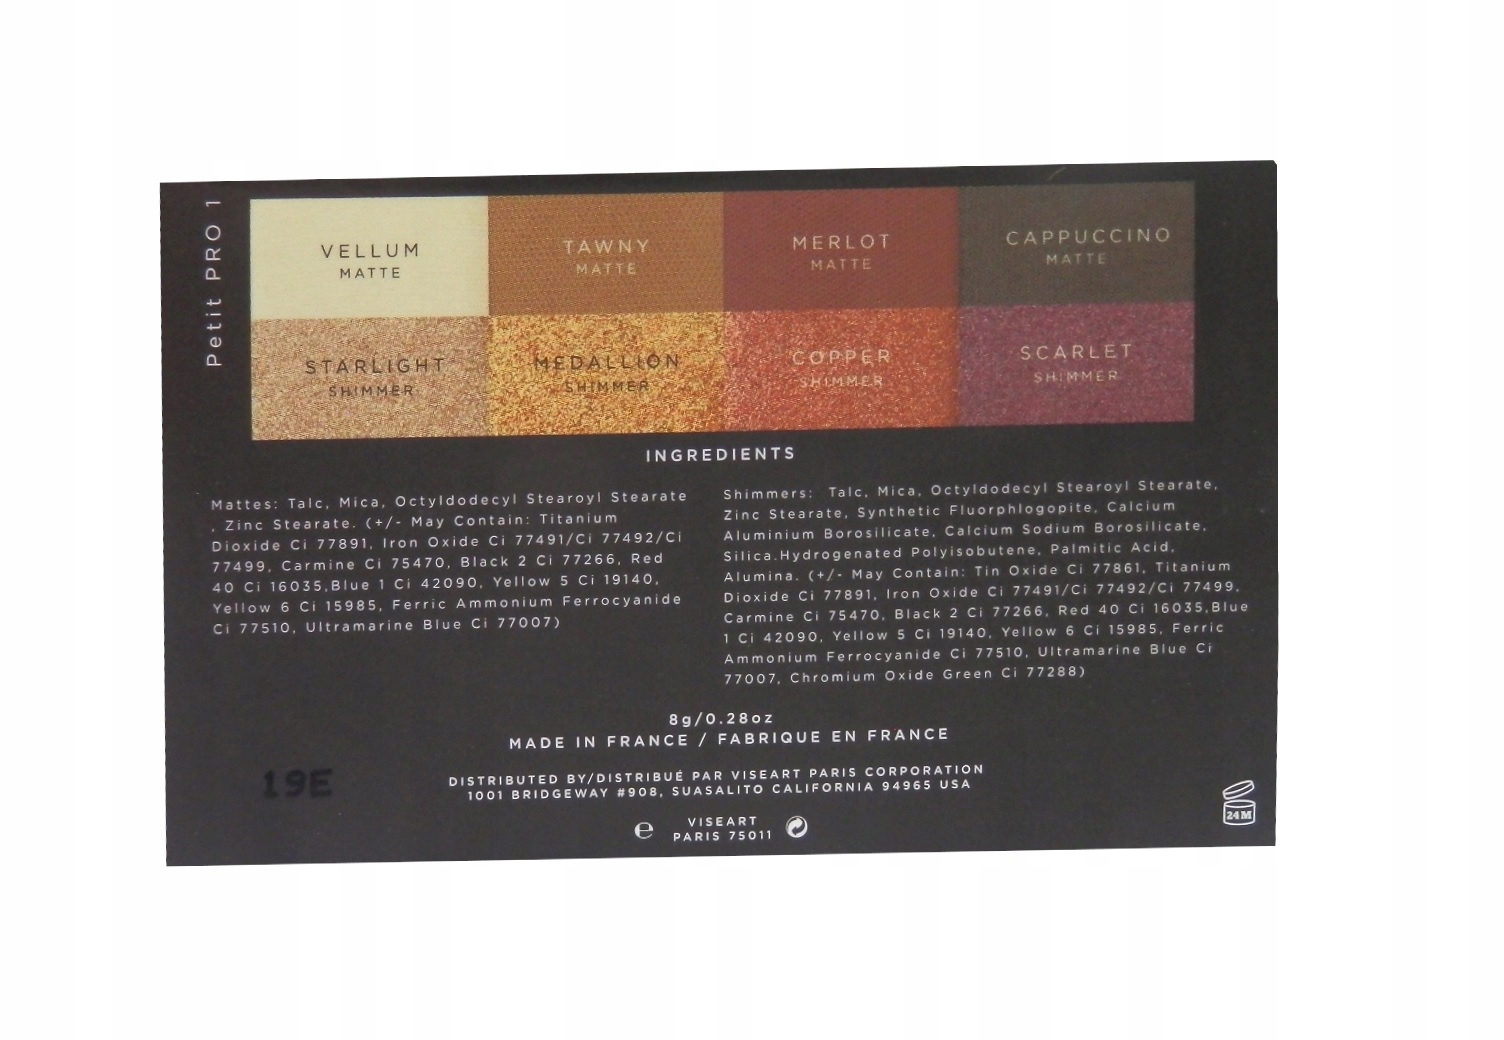 Petit PRO 1
VELLUM
MATTE
TAWNY
MATTE
MERLOT
MATTE
CAPPUCCINO
MATTE
STARLIGHT
SHIMMER
MEDALLION
SHIMMER
COPPER
SHIMMER
SCARLET
SHIMMER
INGREDIENTS
Mattes: Talc, Mica, Octyldodecyl Stearoyl Stearate
, Zinc Stearate. (+/- May Contain: Titanium
Dioxide Ci 77891, Iron Oxide Ci 77491/Ci 77492/Ci
77499, Carmine Ci 75470, Black 2 Ci 77266, Red
40 Ci 16035,Blue 1 Ci 42090, Yellow 5 Ci 19140,
Yellow 6 Ci 15985, Ferric Ammonium Ferrocyanide
Ci 77510, Ultramarine Blue Ci 77007)
Shimmers: Talc, Mica, Octyldodecyl Stearoyl Stearate,
Zinc Stearate, Synthetic Fluorphlogopite, Calcium
Aluminium Borosilicate, Calcium Sodium Borosilicate,
Silica.Hydrogenated Polyisobutene, Palmitic Acid,
Alumina. (+/- May Contain: Tin Oxide Ci 77861, Titanium
Dioxide Ci 77891, Iron Oxide Ci 77491/Ci 77492/Ci 77499,
Carmine Ci 75470, Black 2 Ci 77266, Red 40 Ci 16035,Blue
1 Ci 42090, Yellow 5 Ci 19140, Yellow 6 Ci 15985, Ferric
Ammonium Ferrocyanide Ci 77510, Ultramarine Blue Ci
77007, Chromium Oxide Green Ci 77288)
8g/0.28oz
MADE IN FRANCE / FABRIQUE EN FRANCE
19E
DISTRIBUTED BY/DISTRIBUÉ PAR VISEART PARIS CORPORATION
1001 BRIDGEWAY #908, SUASALITO CALIFORNIA 94965 USA
℮
VISEART
PARIS 75011
24M